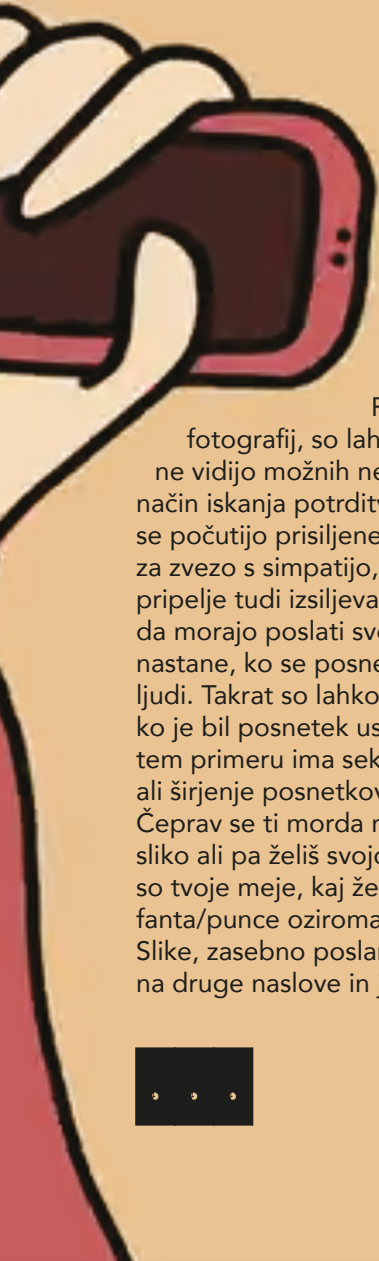 fotografij, so lah
ne vidijo možnih ne
način iskanja potrditv
se počutijo prisiljene
za zvezo s simpatijo,
pripelje tudi izsiljeva
da morajo poslati sv
nastane, ko se posne
ljudi. Takrat so lahko
ko je bil posnetek us
tem primeru ima sek
ali širjenje posnetkov
Čeprav se ti morda
sliko ali pa želiš svojo
so tvoje meje, kaj že
fanta/punce oziroma
Slike, zasebno posla
na druge naslove in